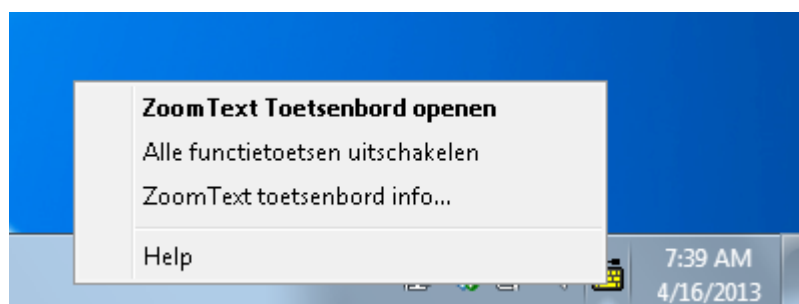 ZoomText Toetsenbord openen
Alle functietoetsen uitschakelen
ZoomText toetsenbord info...
Help
7:39 AM
4/16/2013